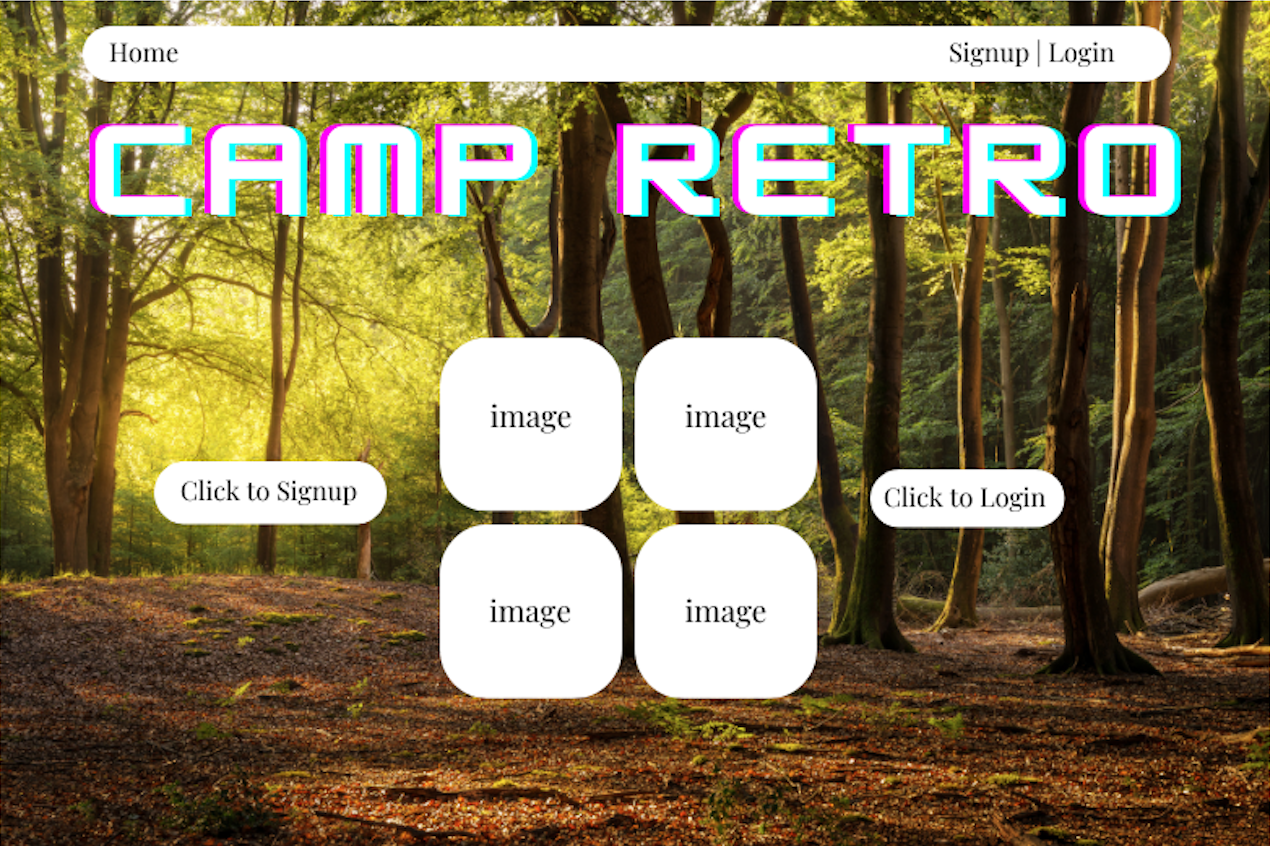 Home
Signup | Login
CAMP RETRO
image
image
Click to Signup
Click to Login
image
image